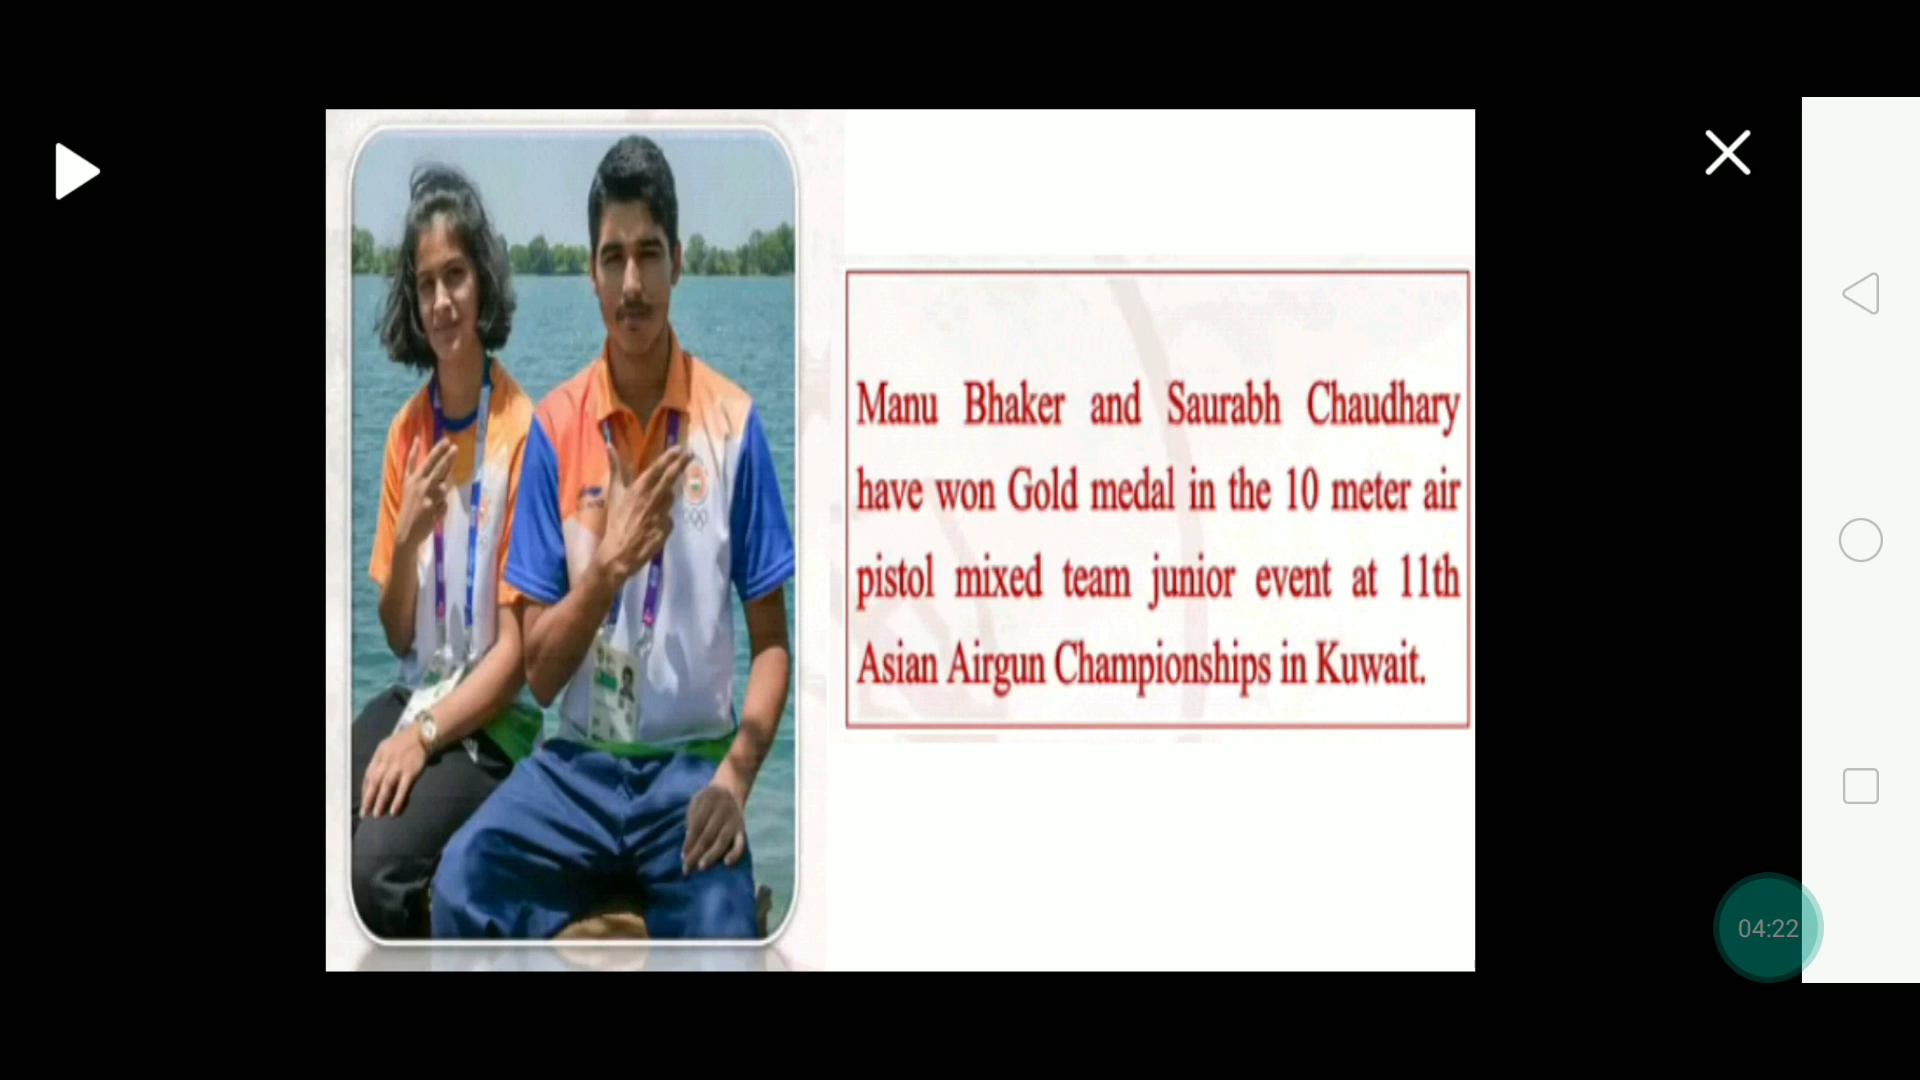 Manu Bhaker and Saurabh Chaudhary
have won Gold medal in the 10 meter air
pistol mixed team junior event at 11th
Asian Airgun Championships in Kuwait.
04:22